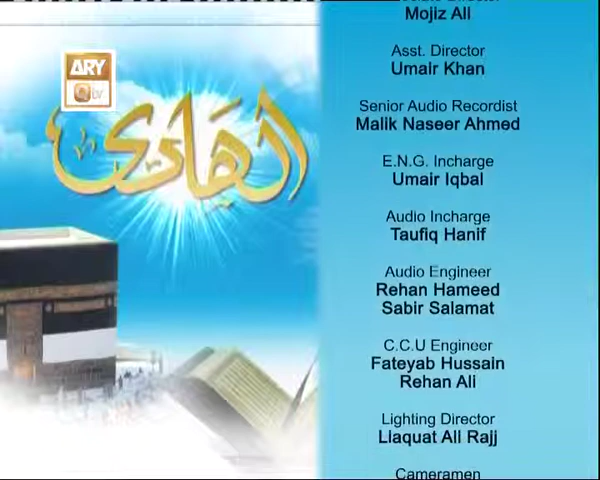 ARY
Qtv
الهادی
Mojiz Ali
Asst. Director
Umair Khan
Senior Audio Recordist
Malik Naseer Ahmed
E.N.G. Incharge
Umair Iqbal
Audio Incharge
Taufiq Hanif
Audio Engineer
Rehan Hameed
Sabir Salamat
C.C.U Engineer
Fateyab Hussain
Rehan Ali
Lighting Director
Liaquat Ali Rajj
Cameramen